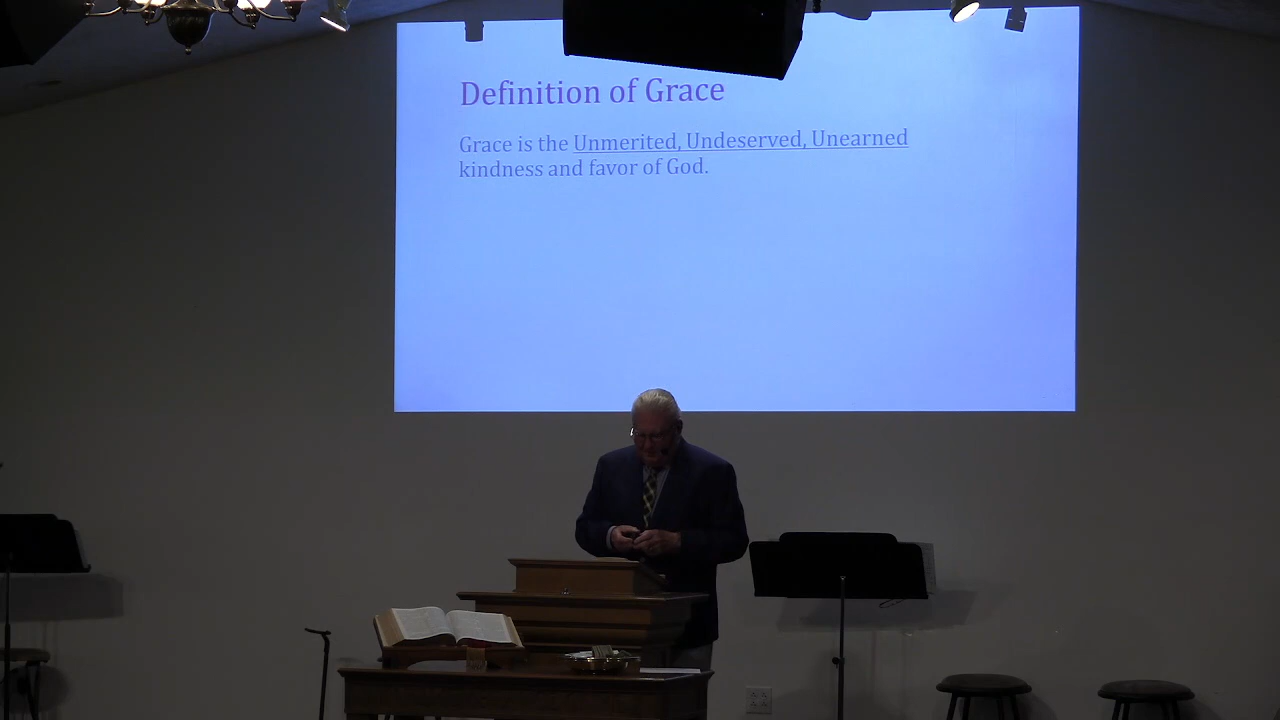 Definition of Grace
Grace is the Unmerited, Undeserved, Unearned
kindness and favor of God.